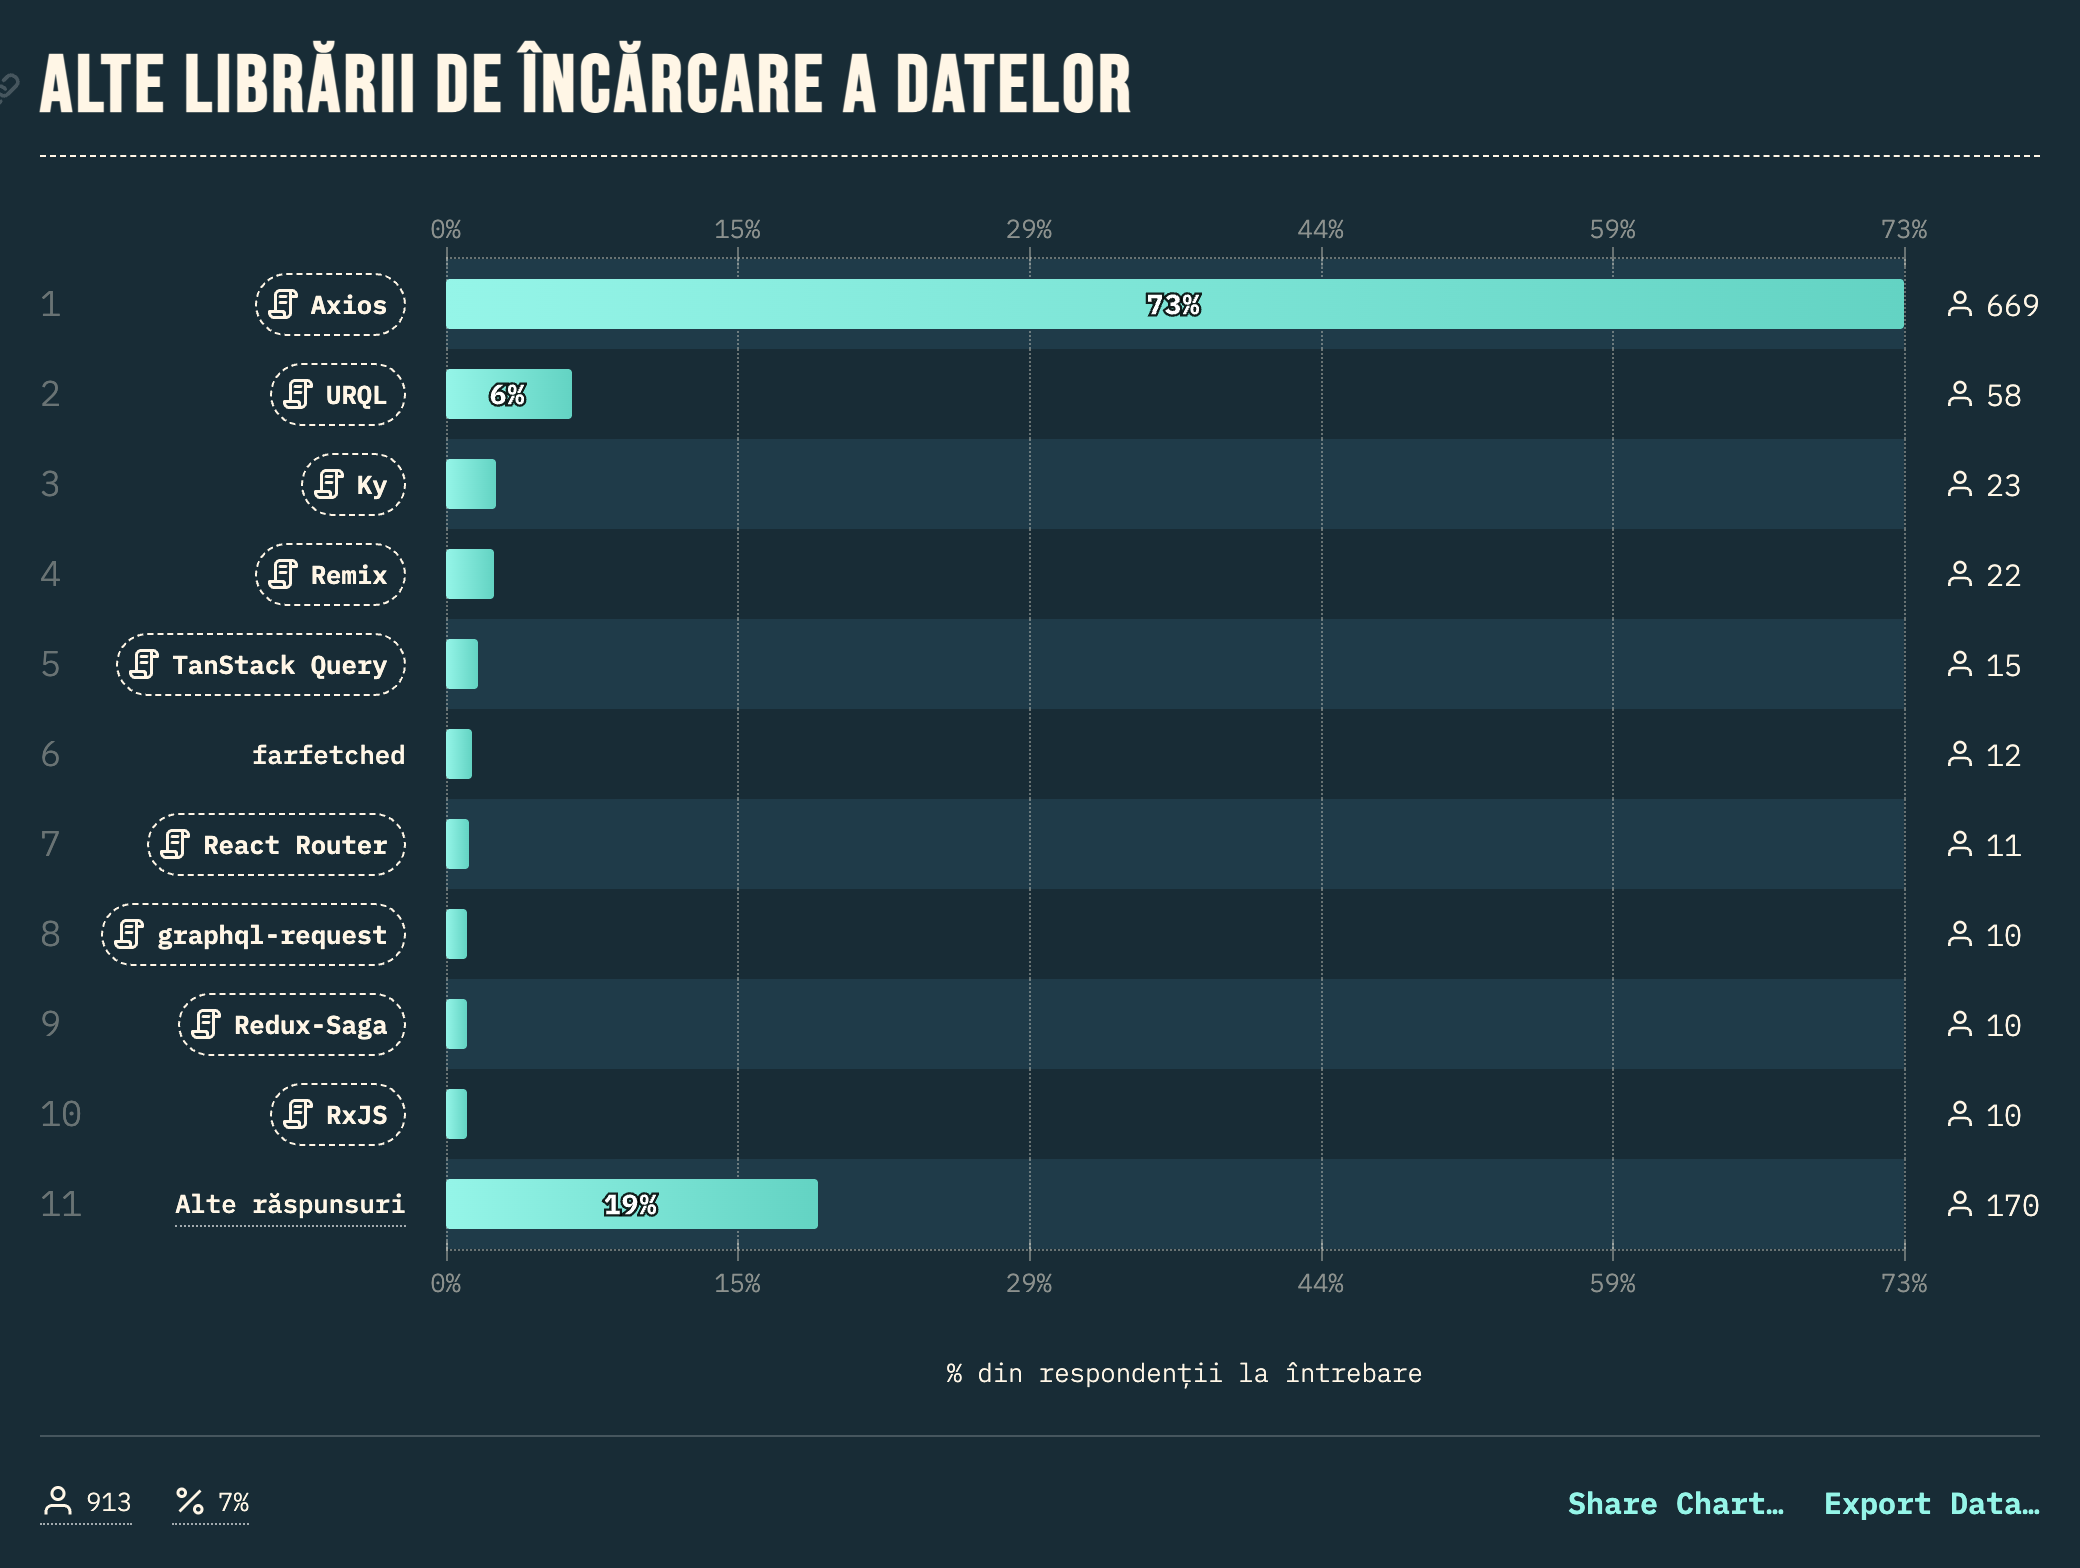 ALTE LIBRĂRII DE ÎNCĂRCARE A DATELOR
0% 15% 29% 44% 59% 73%
1 Axios 73% 669
2 URQL 6% 58
3 Ky 23
4 Remix 22
5 TanStack Query 15
6 farfetched 12
7 React Router 11
8 graphql-request 10
9 Redux-Saga 10
10 RxJS 10
11 Alte răspunsuri 19% 170
0% 15% 29% 44% 59% 73%
% din respondenții la întrebare
913 7% Share Chart… Export Data…